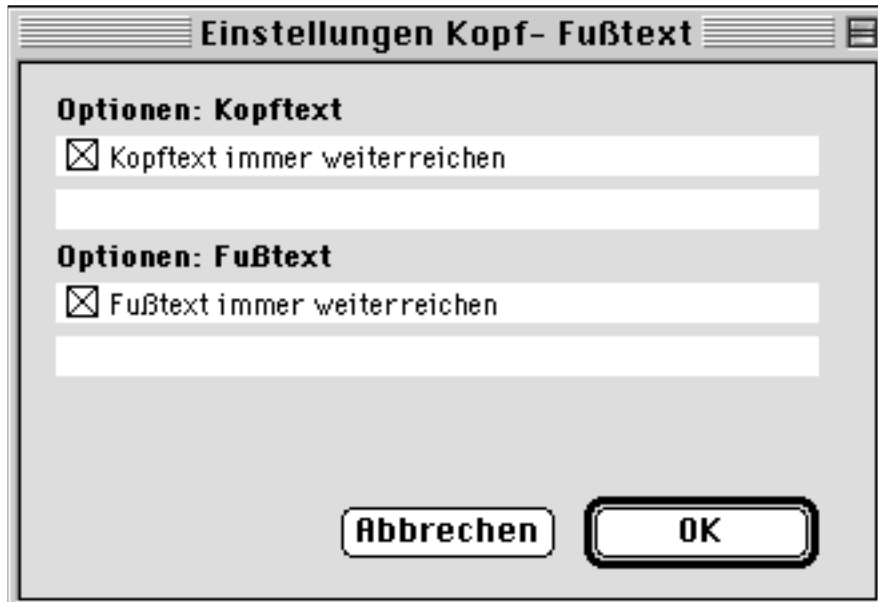 Einstellungen Kopf- Fußtext
Optionen: Kopftext
Kopftext immer weiterreichen
Optionen: Fußtext
Fußtext immer weiterreichen
Abbrechen OK